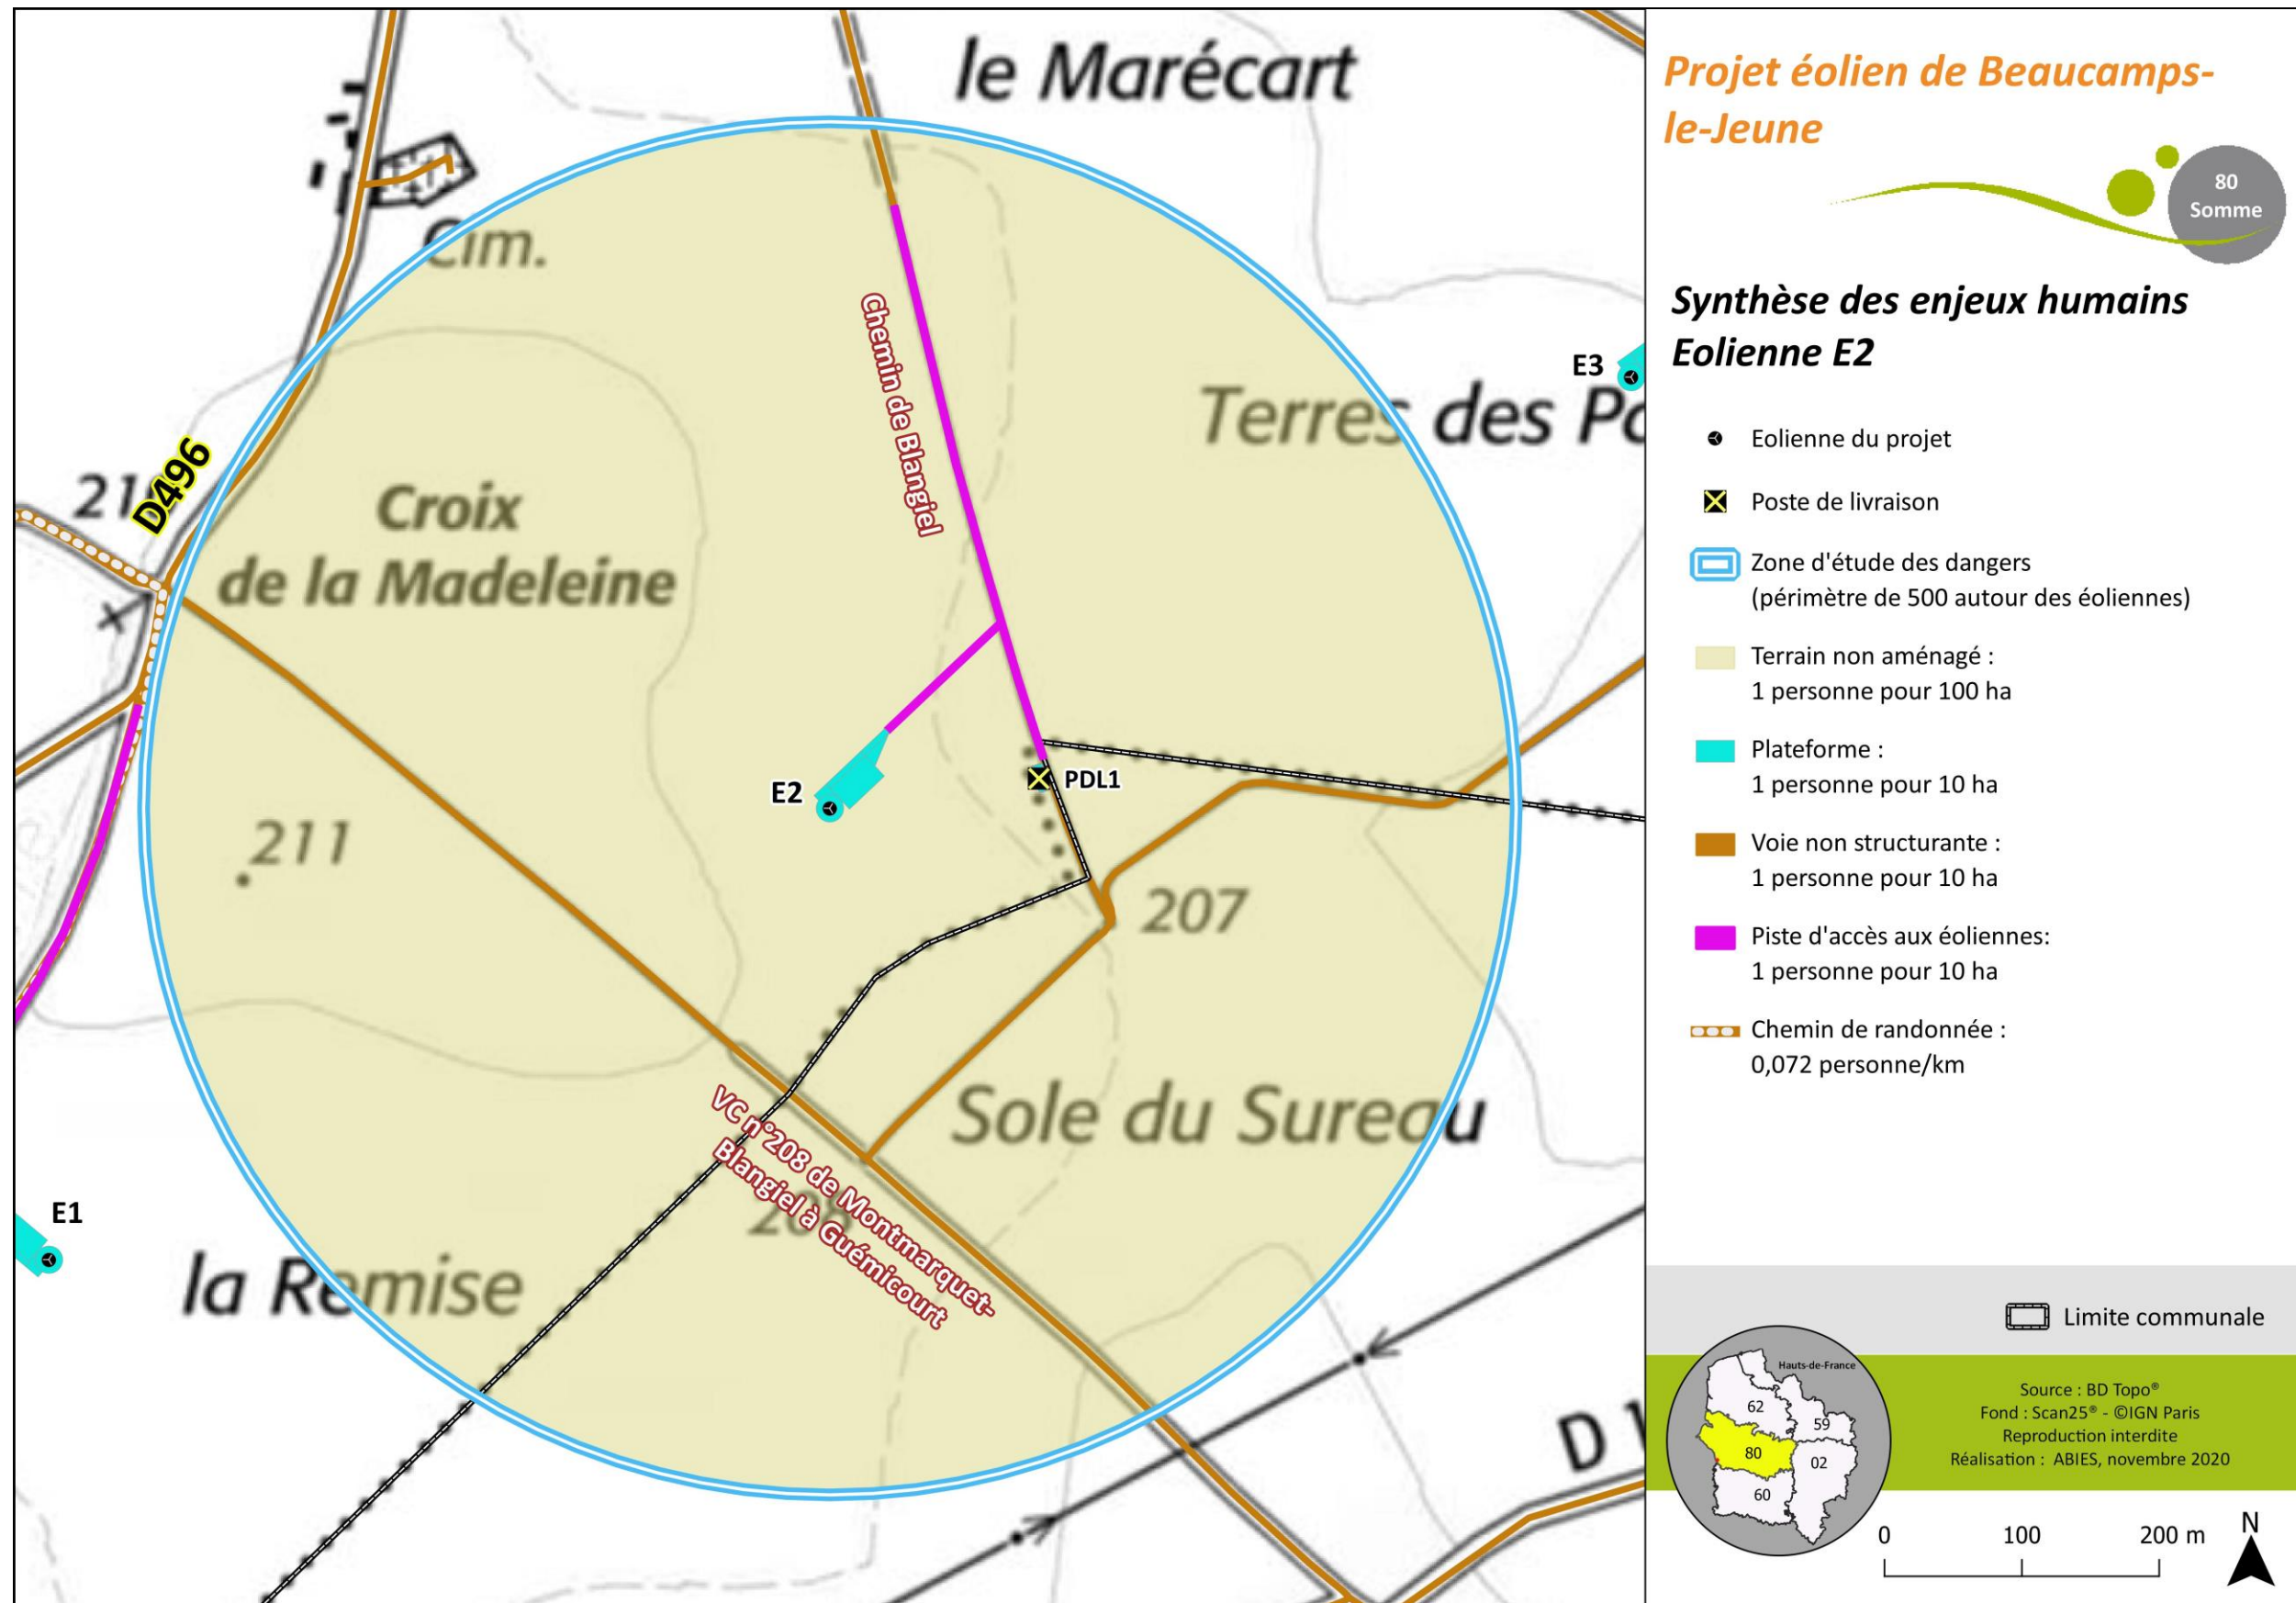 le Marécart
Cim.
Chemin de Blangiel
E3
Terres des Po
D496
21
Croix
de la Madeleine
E2
PDL1
211
207
Sole du Sureau
VC n°208 de Montmarquet-
Blangiel à Guémicourt
208
E1
la Remise
D 1
Projet éolien de Beaucamps-
le-Jeune
80
Somme
Synthèse des enjeux humains
Eolienne E2
Eolienne du projet
Poste de livraison
Zone d'étude des dangers
(périmètre de 500 autour des éoliennes)
Terrain non aménagé :
1 personne pour 100 ha
Plateforme :
1 personne pour 10 ha
Voie non structurante :
1 personne pour 10 ha
Piste d'accès aux éoliennes:
1 personne pour 10 ha
Chemin de randonnée :
0,072 personne/km
Limite communale
Hauts-de-France
62
59
80
02
60
Source : BD Topo®
Fond : Scan25® - ©IGN Paris
Reproduction interdite
Réalisation : ABIES, novembre 2020
0 100 200 m
N